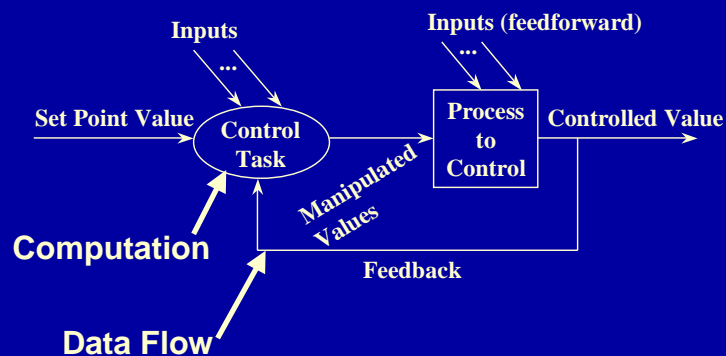 Inputs
...
Inputs (feedforward)
...
Set Point Value
Control
Task
Process
to
Control
Controlled Value
Manipulated
Values
Computation
Feedback
Data Flow